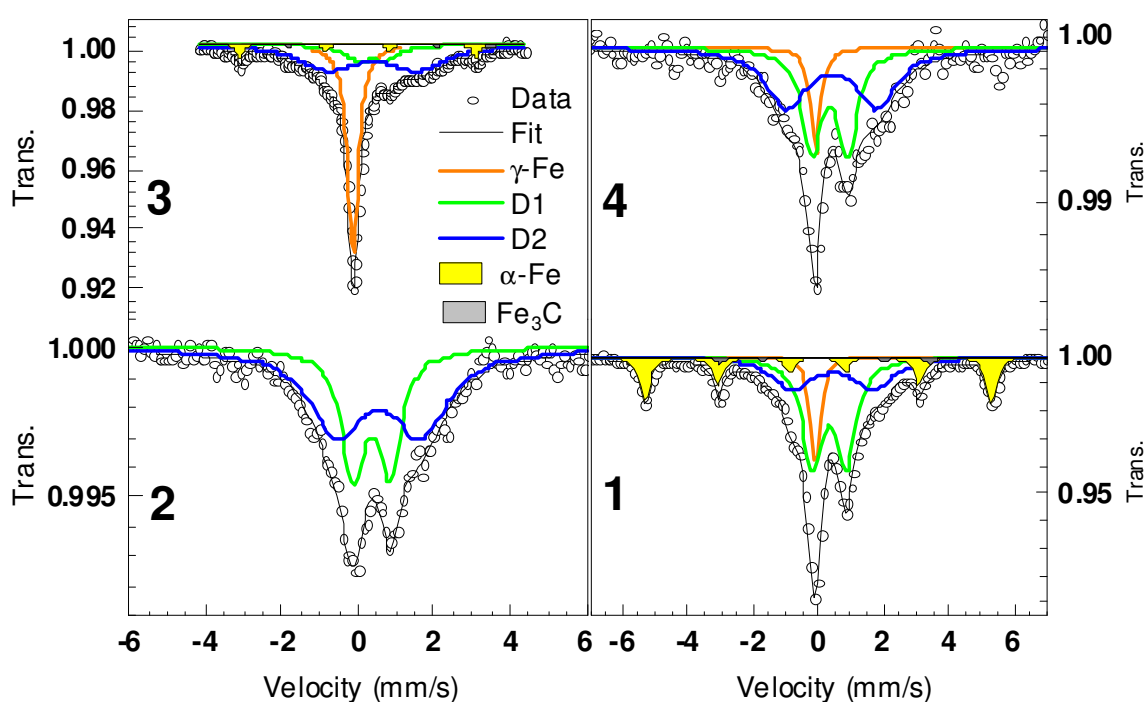 1.00
0.98
0.96
0.94
0.92
Trans.
3
Data
Fit
γ-Fe
D1
D2
α-Fe
Fe3C
1.00
0.99
Trans.
4
1.000
0.995
Trans.
2
-6 -4 -2 0 2 4 6
Velocity (mm/s)
1.00
0.95
Trans.
1
-6 -4 -2 0 2 4 6
Velocity (mm/s)